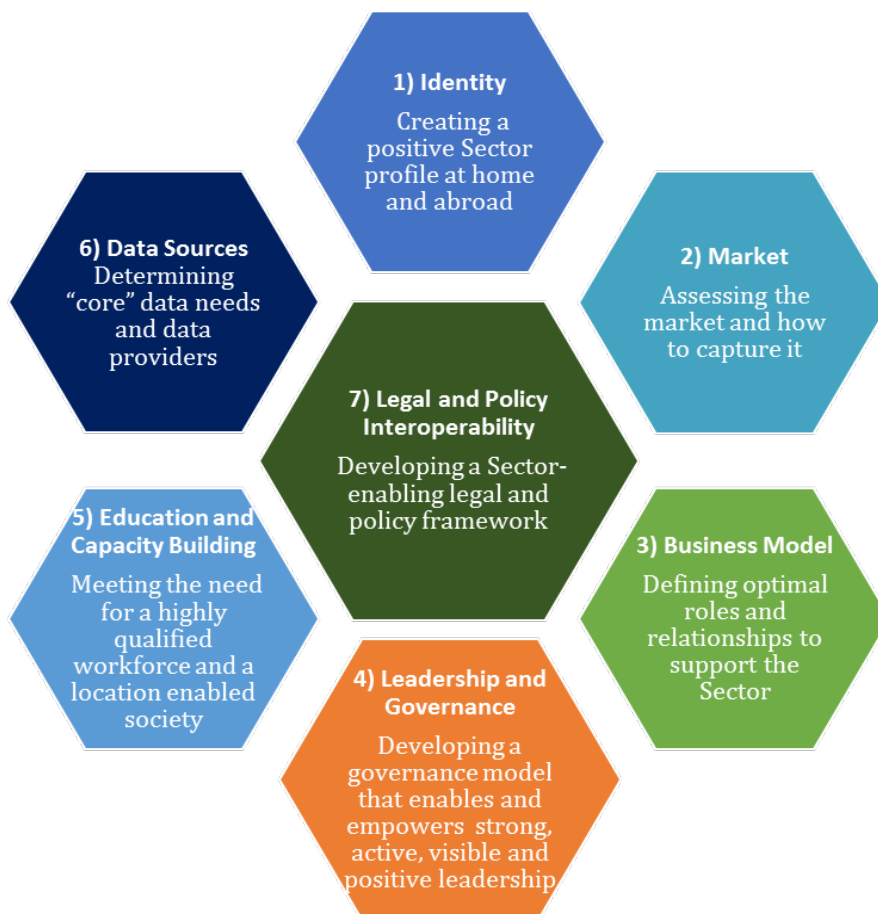 1) Identity
Creating a
positive Sector
profile at home
and abroad
2) Market
Assessing the
market and how
to capture it
3) Business Model
Defining optimal
roles and
relationships to
support the
Sector
4) Leadership and
Governance
Developing a
governance model
that enables and
empowers strong,
active, visible and
positive leadership
5) Education and
Capacity Building
Meeting the need
for a highly
qualified
workforce and a
location enabled
society
6) Data Sources
Determining
“core” data needs
and data
providers
7) Legal and Policy
Interoperability
Developing a Sector-
enabling legal and
policy framework